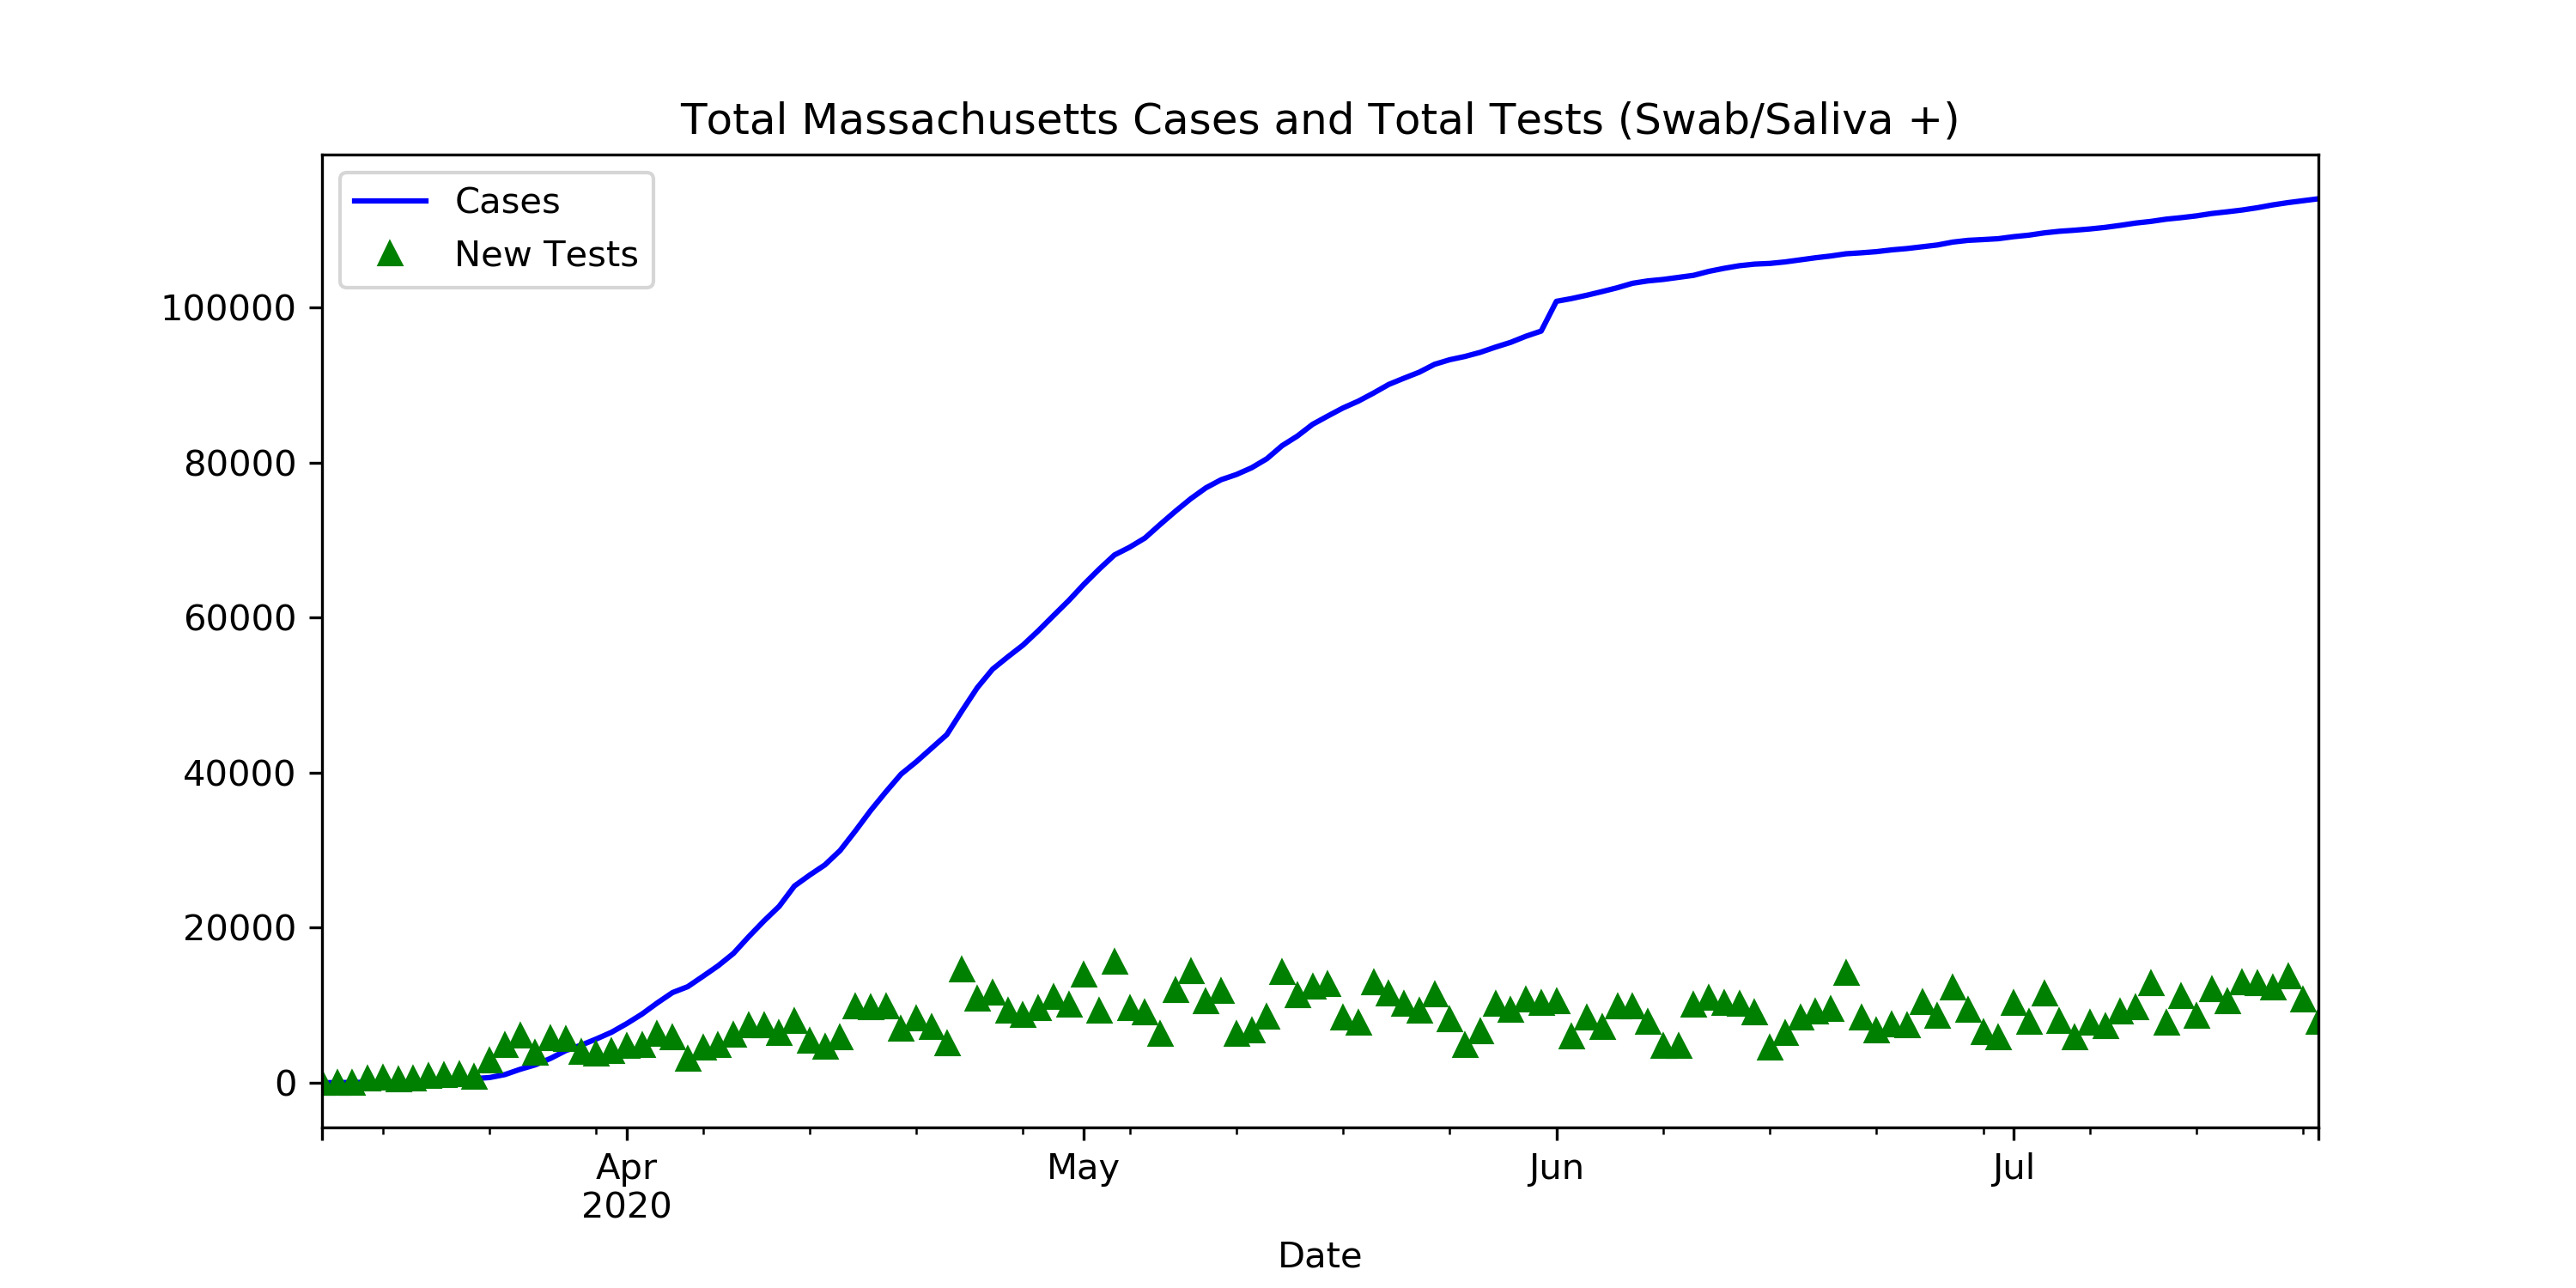 Total Massachusetts Cases and Total Tests (Swab/Saliva +)
Cases
New Tests
100000
80000
60000
40000
20000
0
Apr
2020
May
Jun
Jul
Date